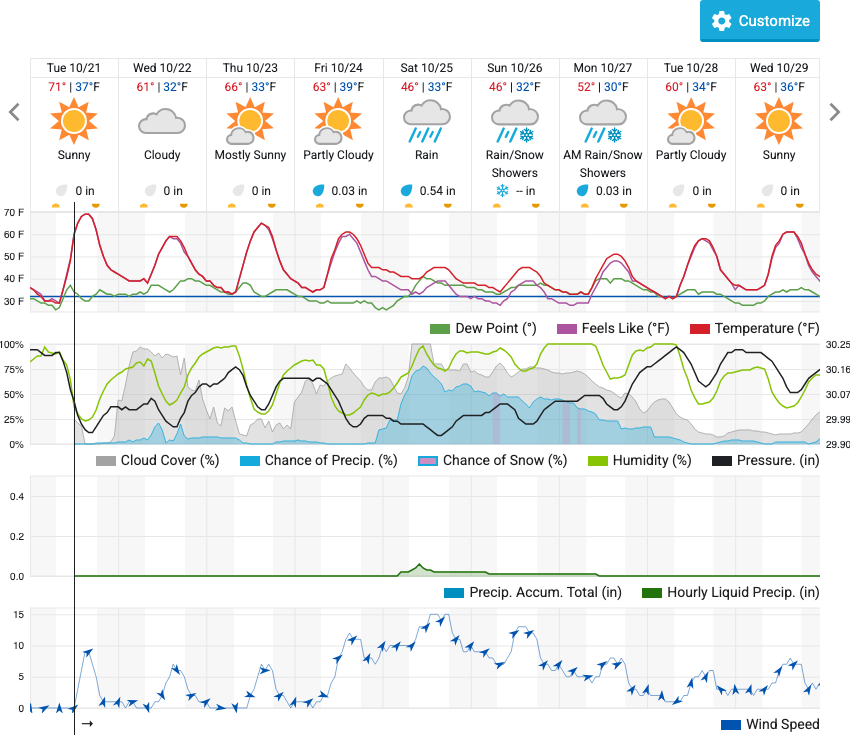 Customize
Tue 10/21 Wed 10/22 Thu 10/23 Fri 10/24 Sat 10/25 Sun 10/26 Mon 10/27 Tue 10/28 Wed 10/29
71° | 37°F 61° | 32°F 66° | 33°F 63° | 39°F 46° | 33°F 46° | 32°F 52° | 30°F 60° | 34°F 63° | 36°F
Sunny Cloudy Mostly Sunny Partly Cloudy Rain Rain/Snow AM Rain/Snow Partly Cloudy Sunny
Showers Showers
0 in 0 in 0 in 0.03 in 0.54 in -- in 0.03 in 0 in 0 in
70 F
60 F
50 F
40 F
30 F
Dew Point (°) Feels Like (°F) Temperature (°F)
100% 30.25
75% 30.16
50% 30.07
25% 29.99
0% 29.90
Cloud Cover (%) Chance of Precip. (%) Chance of Snow (%) Humidity (%) Pressure. (in)
0.4
0.2
0.0
Precip. Accum. Total (in) Hourly Liquid Precip. (in)
15
10
5
0
Wind Speed